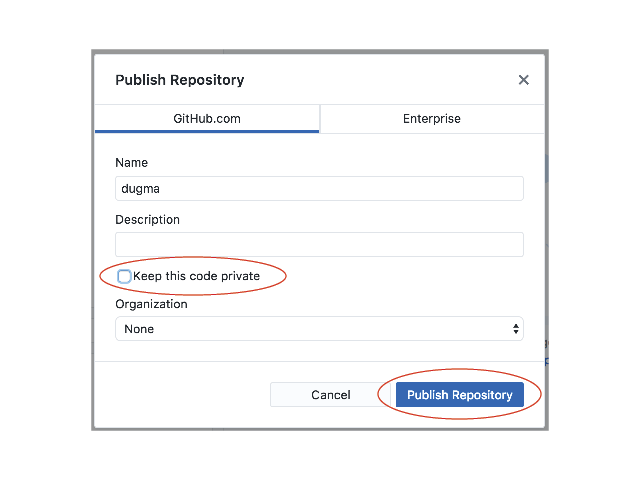 Publish Repository
GitHub.com
Enterprise
Name
dugma
Description
Keep this code private
Organization
None
Cancel
Publish Repository